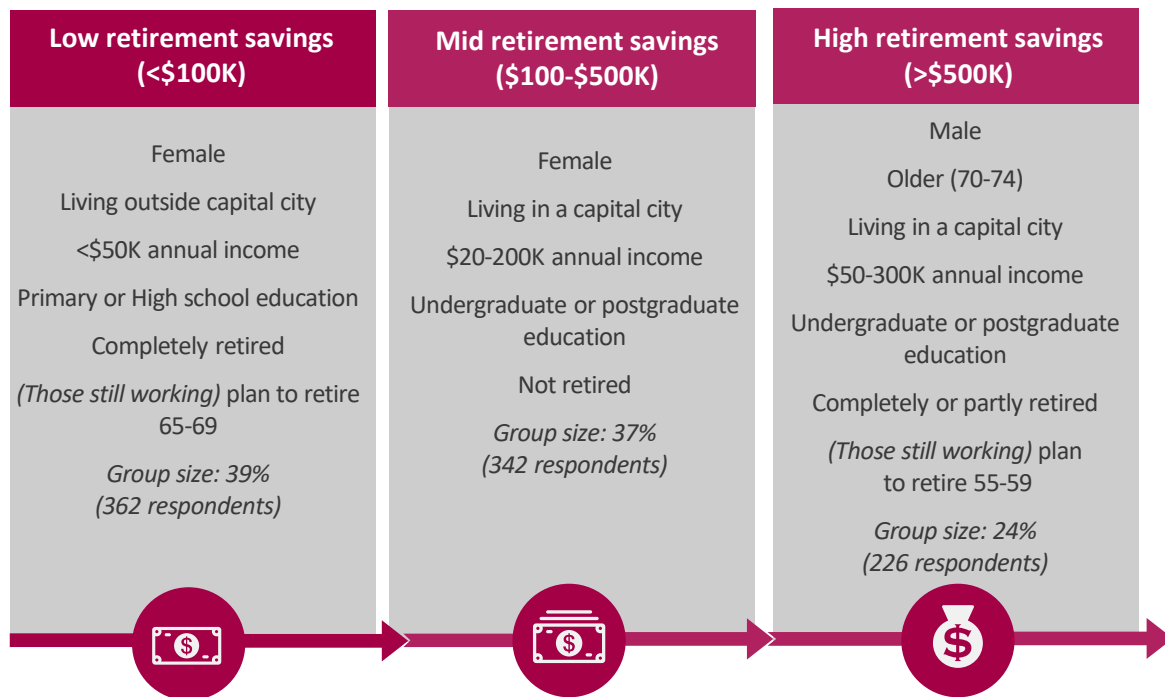 Low retirement savings
(<$100K)
Female
Living outside capital city
<$50K annual income
Primary or High school education
Completely retired
(Those still working) plan to retire
65-69
Group size: 39%
(362 respondents)
Mid retirement savings
($100-$500K)
Female
Living in a capital city
$20-200K annual income
Undergraduate or postgraduate
education
Not retired
Group size: 37%
(342 respondents)
High retirement savings
(>$500K)
Male
Older (70-74)
Living in a capital city
$50-300K annual income
Undergraduate or postgraduate
education
Completely or partly retired
(Those still working) plan
to retire 55-59
Group size: 24%
(226 respondents)
$
$
$